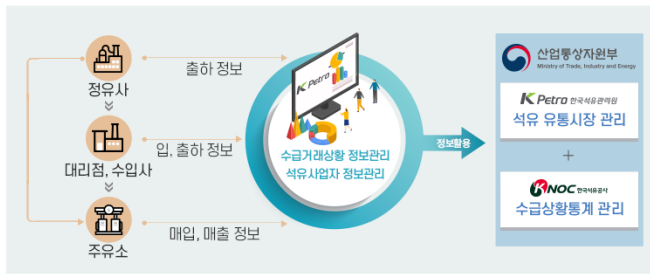 정유사
대리점, 수입사
주유소
출하 정보
입, 출하 정보
매입, 매출 정보
K Petro
수급거래상황 정보관리
석유사업자 정보관리
정보활용
산업통상자원부
Ministry of Trade, Industry and Energy
K Petro 한국석유관리원
석유 유통시장 관리
+
KNOC 한국석유공사
수급상황통계 관리